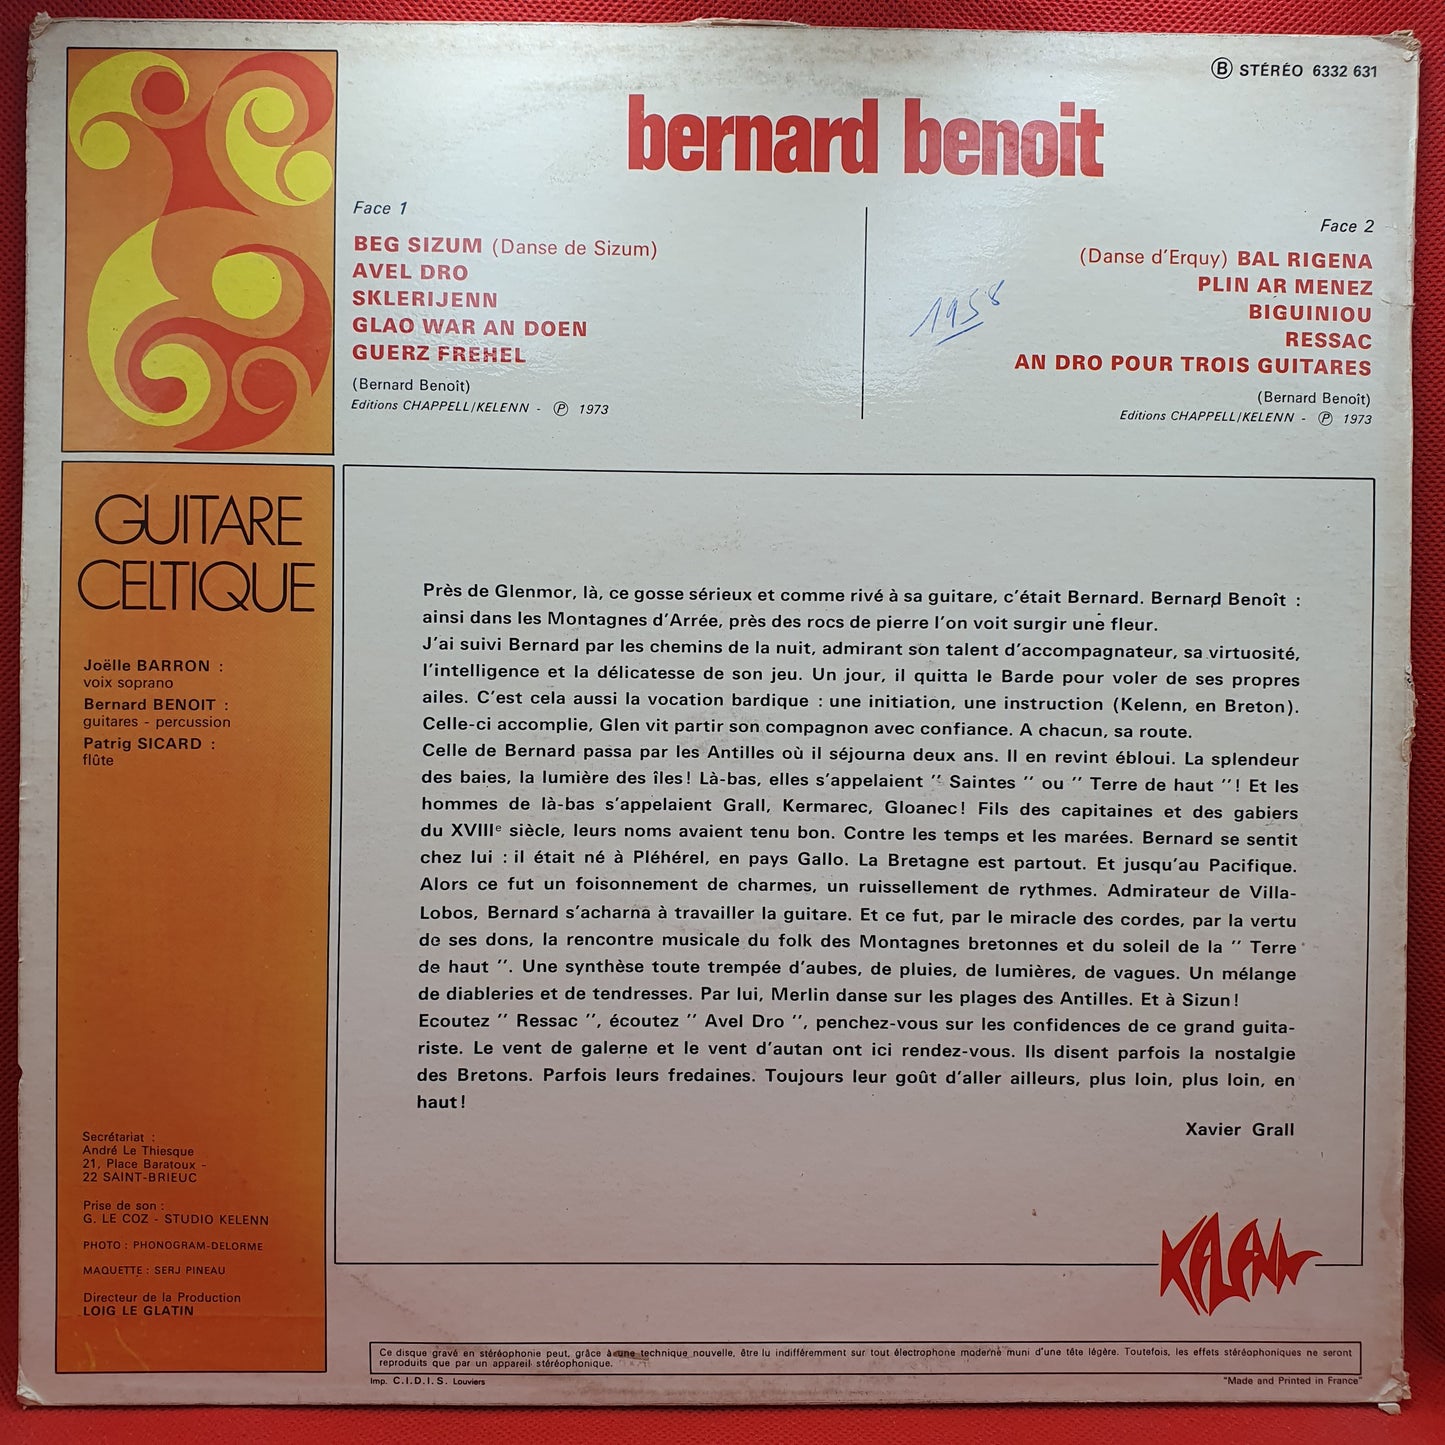 Ⓑ STÉRÉO 6332 631
bernard benoit
Face 1
BEG SIZUM (Danse de Sizum)
AVEL DRO
SKLERIJENN
GLAO WAR AN DOEN
GUERZ FREHEL
(Bernard Benoît)
Editions CHAPPELL/KELENN - Ⓟ 1973
1958
Face 2
(Danse d'Erquy) BAL RIGENA
PLIN AR MENEZ
BIGUINIOU
RESSAC
AN DRO POUR TROIS GUITARES
(Bernard Benoît)
Editions CHAPPELL/KELENN - Ⓟ 1973
GUITARE
CELTIQUE
Joëlle BARRON :
voix soprano
Bernard BENOIT :
guitares - percussion
Patrig SICARD :
flûte
Secrétariat :
André Le Thiesque
21, Place Baratoux -
22 SAINT-BRIEUC
Prise de son :
G. LE COZ - STUDIO KELENN
PHOTO : PHONOGRAM-DELORME
MAQUETTE : SERJ PINEAU
Directeur de la Production
LOIG LE GLATIN
Près de Glenmor, là, ce gosse sérieux et comme rivé à sa guitare, c'était Bernard. Bernard Benoît :
ainsi dans les Montagnes d'Arrée, près des rocs de pierre l'on voit surgir une fleur.
J'ai suivi Bernard par les chemins de la nuit, admirant son talent d'accompagnateur, sa virtuosité,
l'intelligence et la délicatesse de son jeu. Un jour, il quitta le Barde pour voler de ses propres
ailes. C'est cela aussi la vocation bardique : une initiation, une instruction (Kelenn, en Breton).
Celle-ci accomplie, Glen vit partir son compagnon avec confiance. A chacun, sa route.
Celle de Bernard passa par les Antilles où il séjourna deux ans. Il en revint ébloui. La splendeur
des baies, la lumière des îles! Là-bas, elles s'appelaient " Saintes " ou " Terre de haut "! Et les
hommes de là-bas s'appelaient Grall, Kermarec, Gloanec! Fils des capitaines et des gabiers
du XVIIIe siècle, leurs noms avaient tenu bon. Contre les temps et les marées. Bernard se sentit
chez lui : il était né à Pléhérel, en pays Gallo. La Bretagne est partout. Et jusqu'au Pacifique.
Alors ce fut un foisonnement de charmes, un ruissellement de rythmes. Admirateur de Villa-
Lobos, Bernard s'acharna à travailler la guitare. Et ce fut, par le miracle des cordes, par la vertu
de ses dons, la rencontre musicale du folk des Montagnes bretonnes et du soleil de la " Terre
de haut ". Une synthèse toute trempée d'aubes, de pluies, de lumières, de vagues. Un mélange
de diableries et de tendresses. Par lui, Merlin danse sur les plages des Antilles. Et à Sizun!
Ecoutez " Ressac ", écoutez " Avel Dro ", penchez-vous sur les confidences de ce grand guita-
riste. Le vent de galerne et le vent d'autan ont ici rendez-vous. Ils disent parfois la nostalgie
des Bretons. Parfois leurs fredaines. Toujours leur goût d'aller ailleurs, plus loin, plus loin, en
haut!
Xavier Grall
KELENN
Ce disque gravé en stéréophonie peut, grâce à une technique nouvelle, être lu indifféremment sur tout électrophone moderne muni d'une tête légère. Toutefois, les effets stéréophoniques ne seront
reproduits que par un appareil stéréophonique.
Imp. C.I.D.I.S. Louviers
"Made and Printed in France"